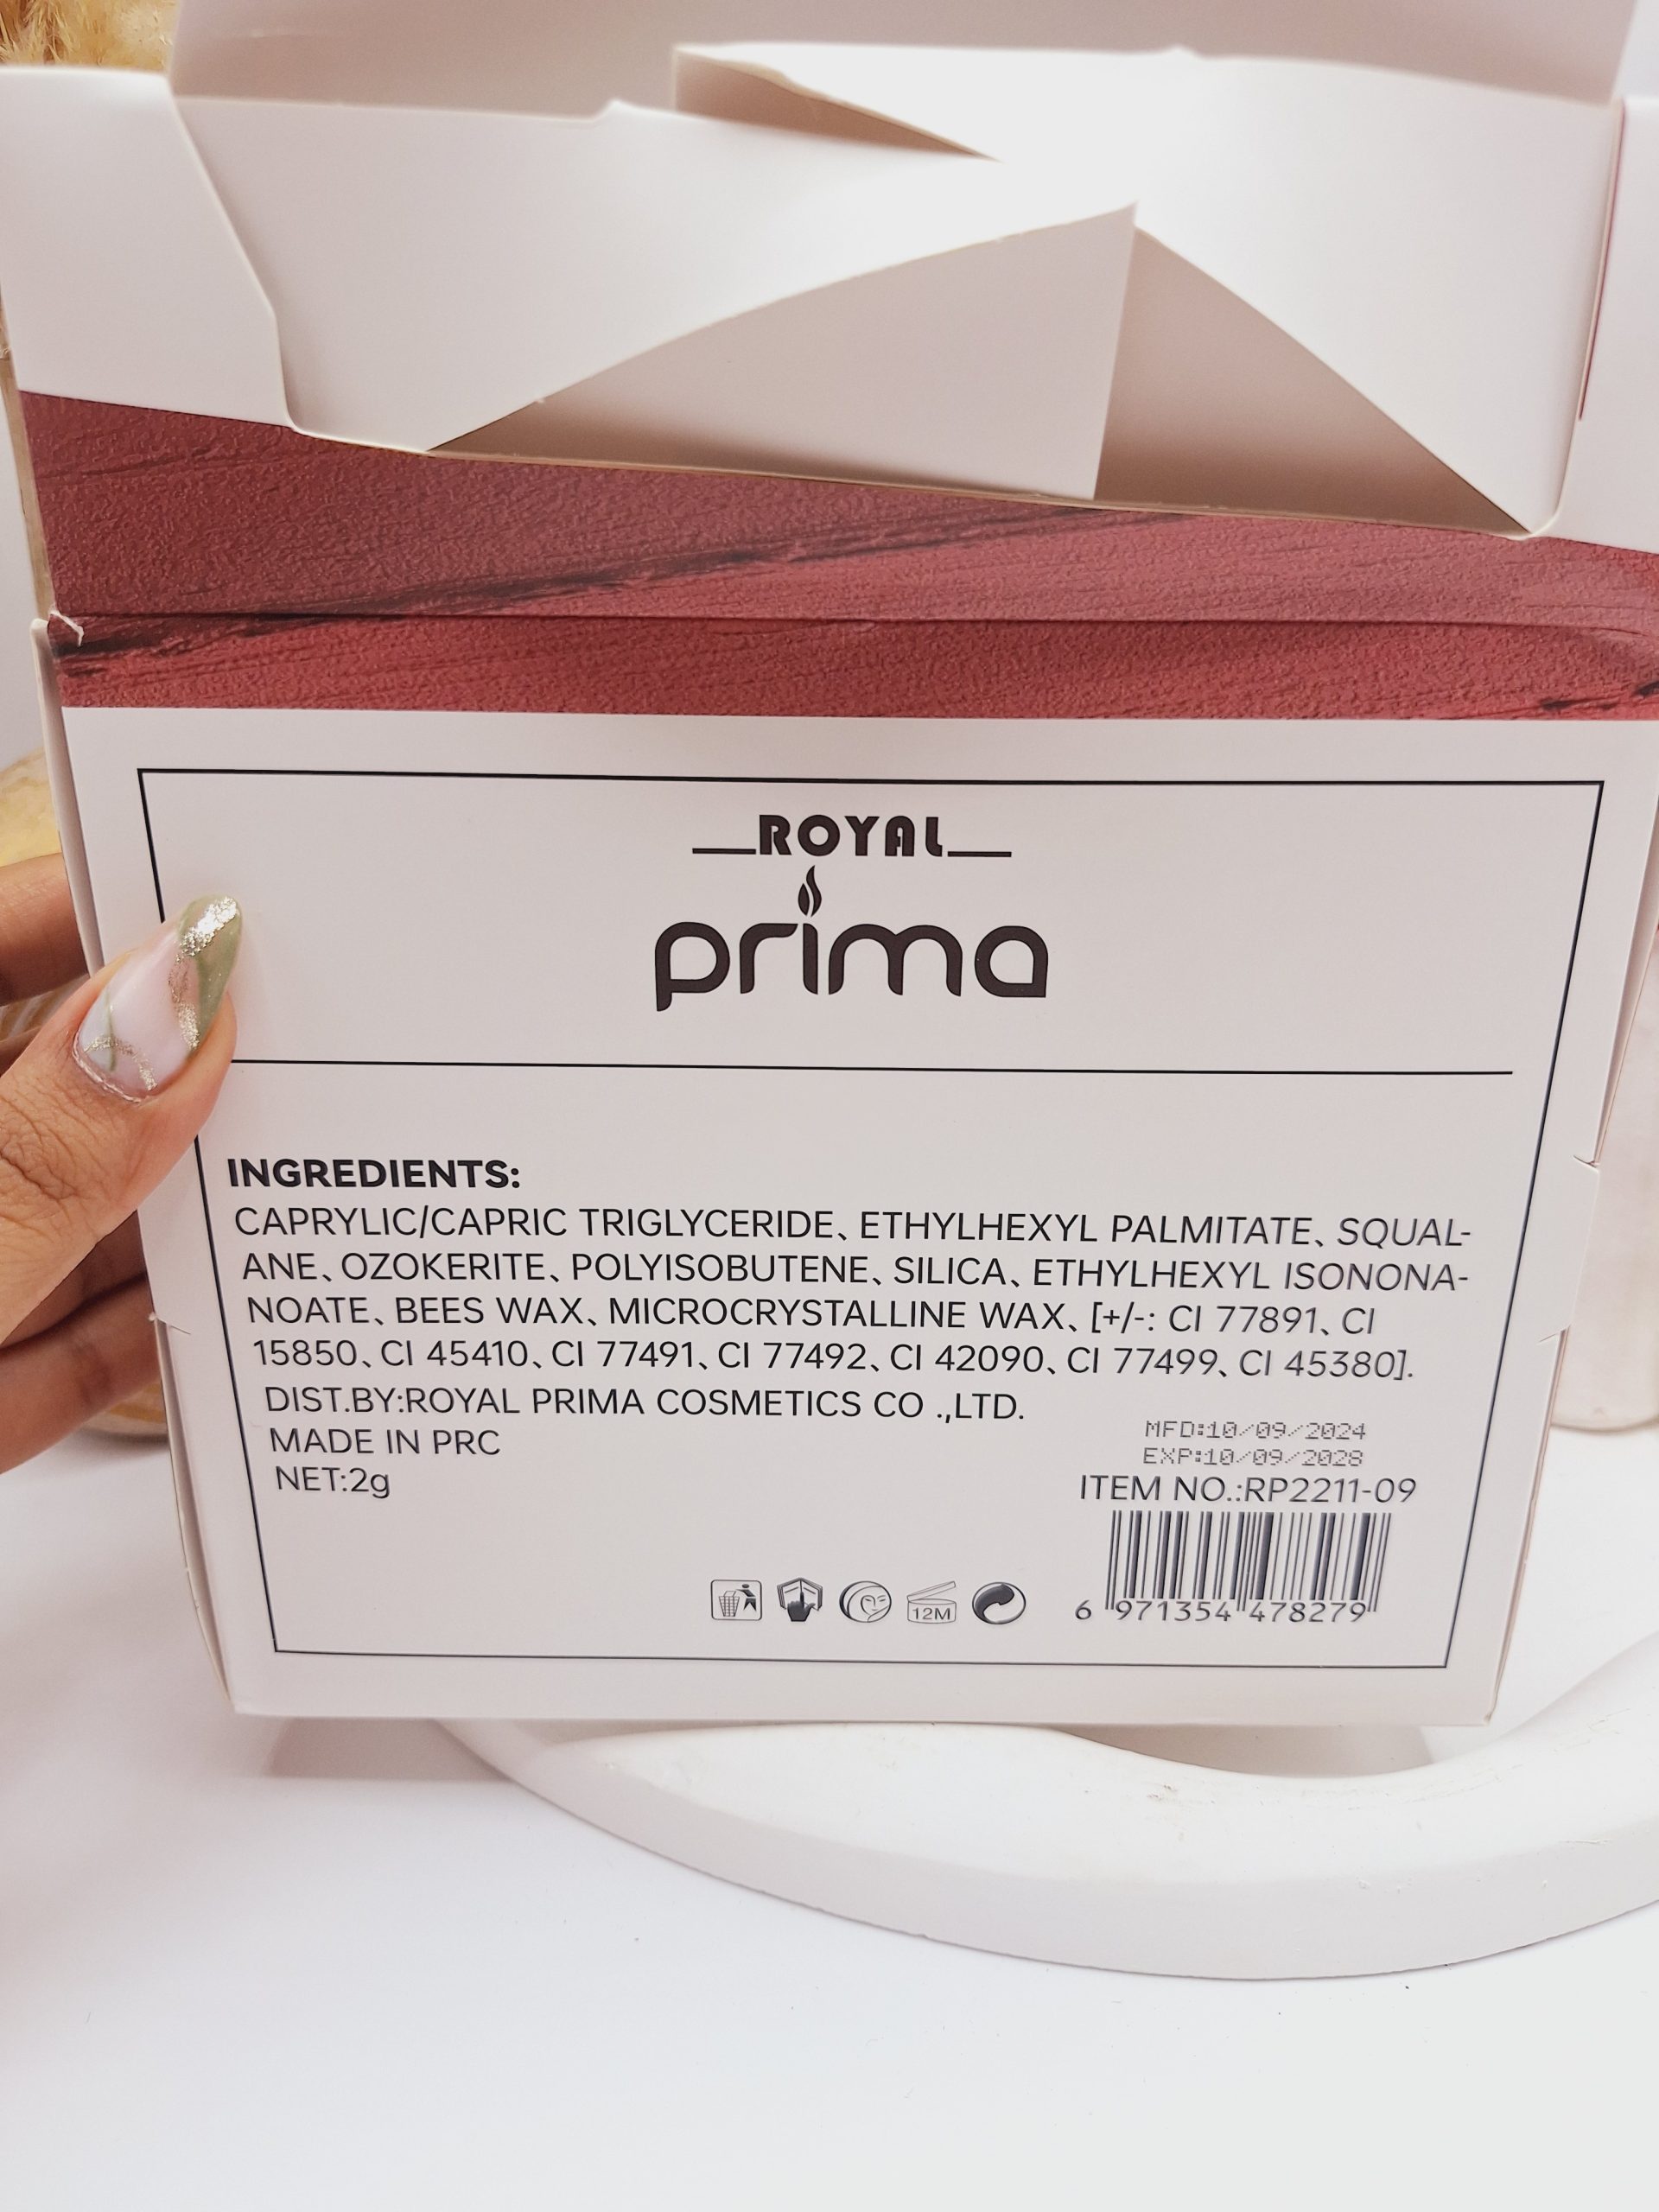 ROYAL
prima
INGREDIENTS:
CAPRYLIC/CAPRIC TRIGLYCERIDE、ETHYLHEXYL PALMITATE、SQUAL-
ANE、OZOKERITE、POLYISOBUTENE、SILICA、ETHYLHEXYL ISONONA-
NOATE、BEES WAX、MICROCRYSTALLINE WAX、[+/-: CI 77891、CI
15850、CI 45410、CI 77491、CI 77492、CI 42090、CI 77499、CI 45380].
DIST.BY:ROYAL PRIMA COSMETICS CO .,LTD.
MADE IN PRC
NET:2g
MFD:10/09/2024
EXP:10/09/2028
ITEM NO.:RP2211-09
12M
6 971354 478279